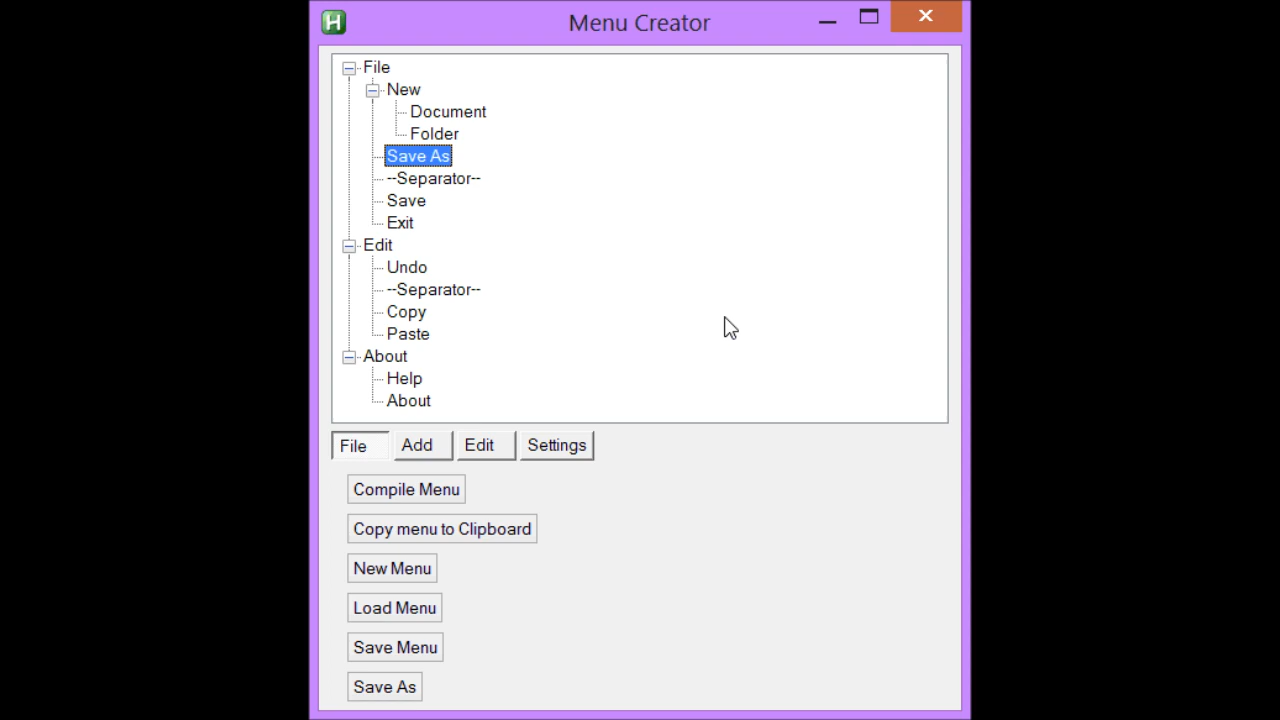 H
Menu Creator
File
New
Document
Folder
Save As
--Separator--
Save
Exit
Edit
Undo
--Separator--
Copy
Paste
About
Help
About
File Add Edit Settings
Compile Menu
Copy menu to Clipboard
New Menu
Load Menu
Save Menu
Save As